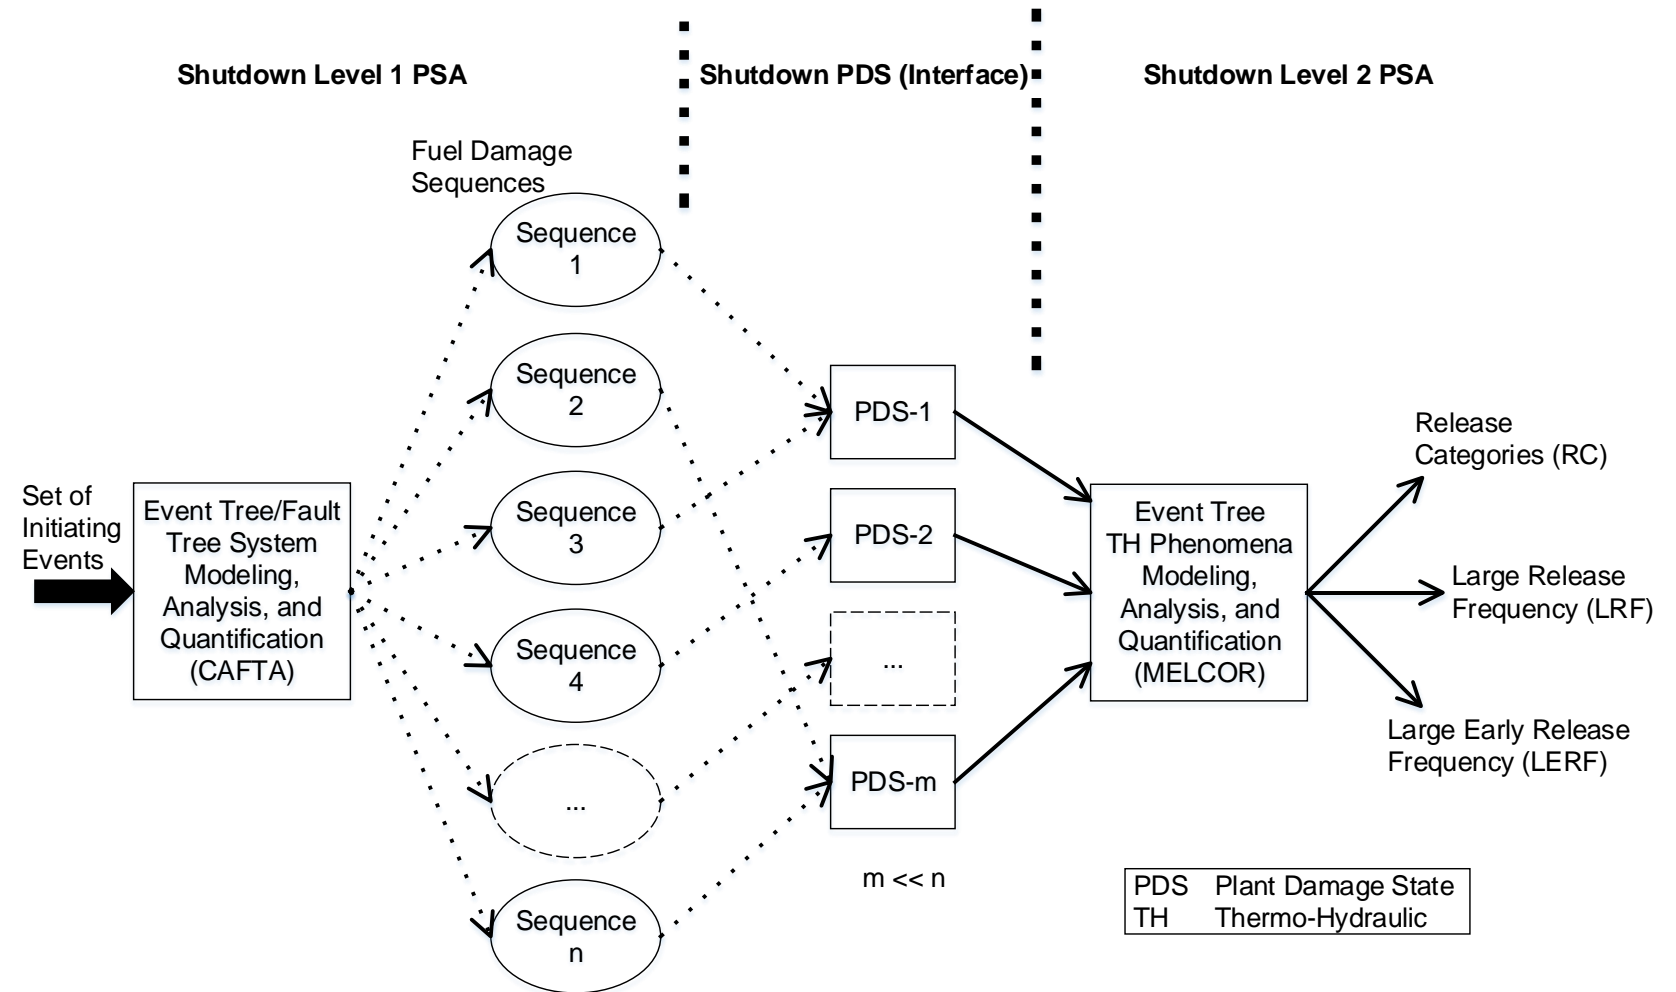 Shutdown Level 1 PSA
Shutdown PDS (Interface)
Shutdown Level 2 PSA
Fuel Damage
Sequences
Set of
Initiating
Events
Event Tree/Fault
Tree System
Modeling,
Analysis, and
Quantification
(CAFTA)
Sequence
1
Sequence
2
Sequence
3
Sequence
4
...
Sequence
n
PDS-1
PDS-2
...
PDS-m
m << n
Event Tree
TH Phenomena
Modeling,
Analysis, and
Quantification
(MELCOR)
Release
Categories (RC)
Large Release
Frequency (LRF)
Large Early Release
Frequency (LERF)
PDS Plant Damage State
TH Thermo-Hydraulic